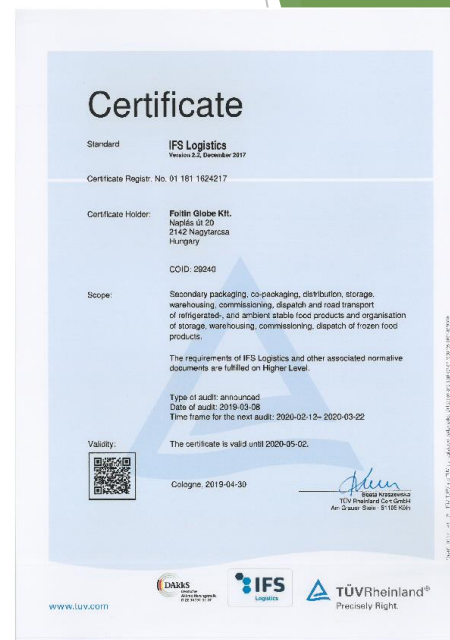 Certificate
Standard IFS Logistics
Version 2.2, December 2017
Certificate Registr. No. 01 181 1624217
Certificate Holder: Foltin Globe Kft.
Naplás út 20
2142 Nagytarcsa
Hungary
COID: 29240
Scope: Secondary packaging, co-packaging, distribution, storage,
warehousing, commissioning, dispatch and road transport
of refrigerated-, and ambient stable food products and organisation
of storage, warehousing, commissioning, dispatch of frozen food
products.
The requirements of IFS Logistics and other associated normative
documents are fulfilled on Higher Level.
Type of audit: announced
Date of audit: 2019-03-08
Time frame for the next audit: 2020-02-12– 2020-03-22
Validity: The certificate is valid until 2020-05-02.
Cologne, 2019-04-30
Beata Kraszewska
TÜV Rheinland Cert GmbH
Am Grauen Stein · 51105 Köln
www.tuv.com
DAkkS
Deutsche
Akkreditierungsstelle
IFS
Logistics
TÜVRheinland®
Precisely Right.